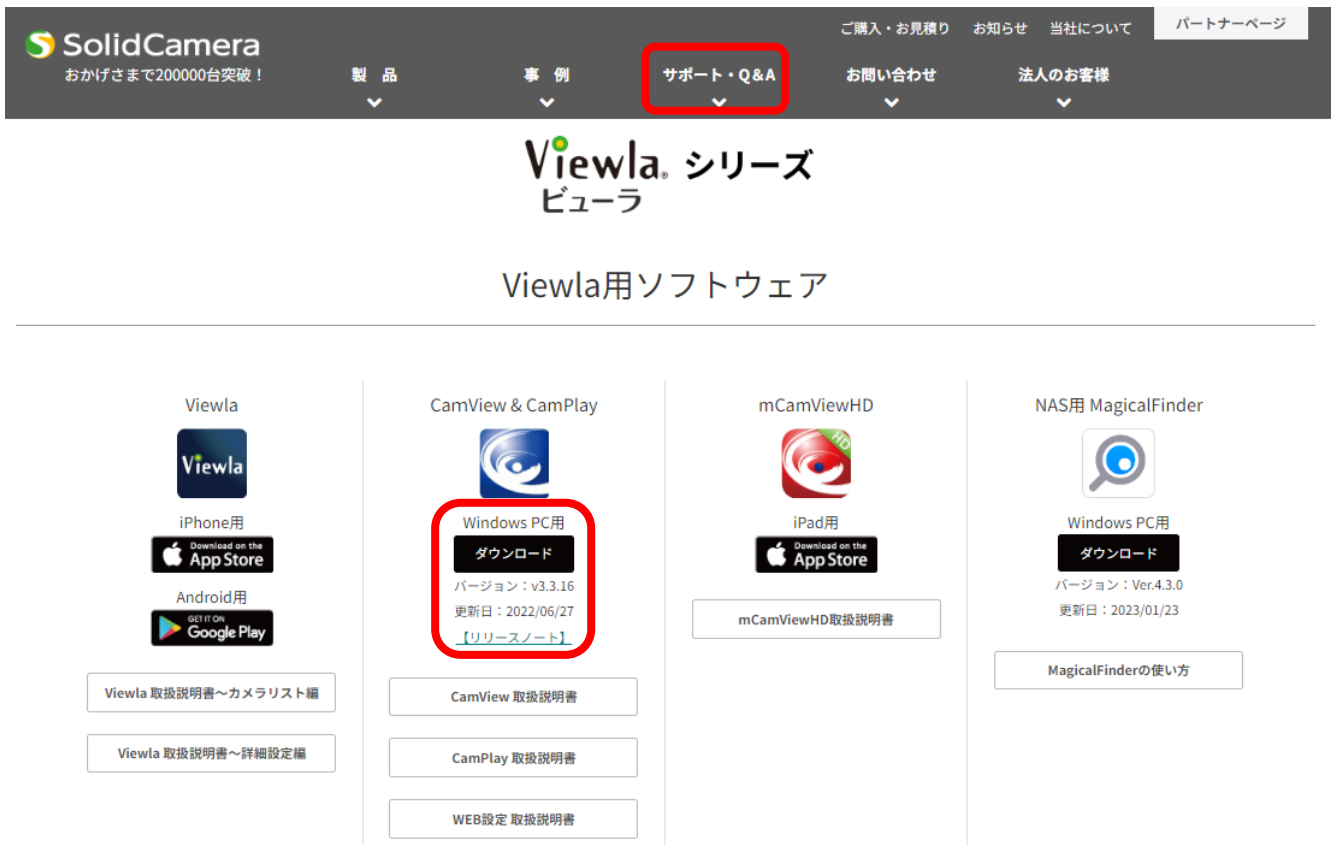 ご購入・お見積り お知らせ 当社について パートナーページ
SolidCamera
おかげさまで200000台突破！
製 品 事 例 サポート・Q&A お問い合わせ 法人のお客様
Viewla® シリーズ
ビューラ
Viewla用ソフトウェア
Viewla
Viewla
iPhone用
Download on the
App Store
Android用
GET IT ON
Google Play
Viewla 取扱説明書～カメラリスト編
Viewla 取扱説明書～詳細設定編
CamView & CamPlay
Windows PC用
ダウンロード
バージョン：v3.3.16
更新日：2022/06/27
【リリースノート】
CamView 取扱説明書
CamPlay 取扱説明書
WEB設定 取扱説明書
mCamViewHD
HD
iPad用
Download on the
App Store
mCamViewHD取扱説明書
NAS用 MagicalFinder
Windows PC用
ダウンロード
バージョン：Ver.4.3.0
更新日：2023/01/23
MagicalFinderの使い方